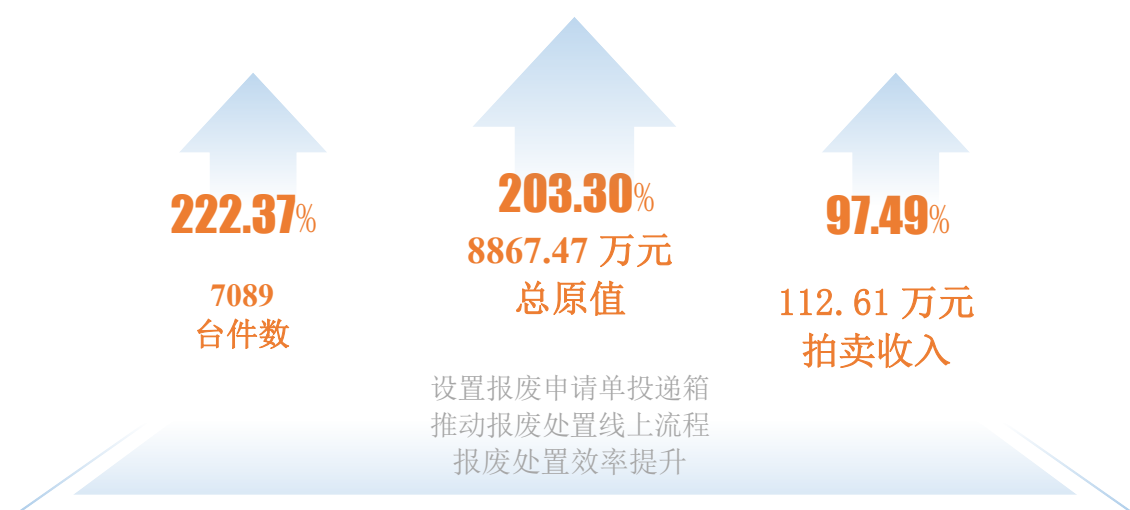 222.37%
7089
台件数
203.30%
8867.47 万元
总原值
97.49%
112.61 万元
拍卖收入
设置报废申请单投递箱
推动报废处置线上流程
报废处置效率提升